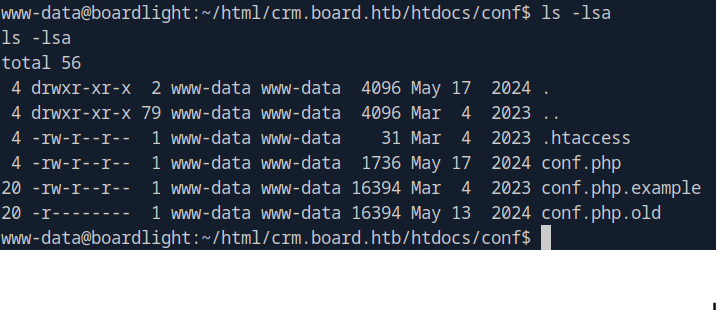 www-data@boardlight:~/html/crm.board.htb/htdocs/conf$ ls -lsa
ls -lsa
total 56
 4 drwxr-xr-x  2 www-data www-data  4096 May 17  2024 .
 4 drwxr-xr-x 79 www-data www-data  4096 Mar  4  2023 ..
 4 -rw-r--r--  1 www-data www-data    31 Mar  4  2023 .htaccess
 4 -rw-r--r--  1 www-data www-data  1736 May 17  2024 conf.php
20 -rw-r--r--  1 www-data www-data 16394 Mar  4  2023 conf.php.example
20 -r--------  1 www-data www-data 16394 May 13  2024 conf.php.old
www-data@boardlight:~/html/crm.board.htb/htdocs/conf$